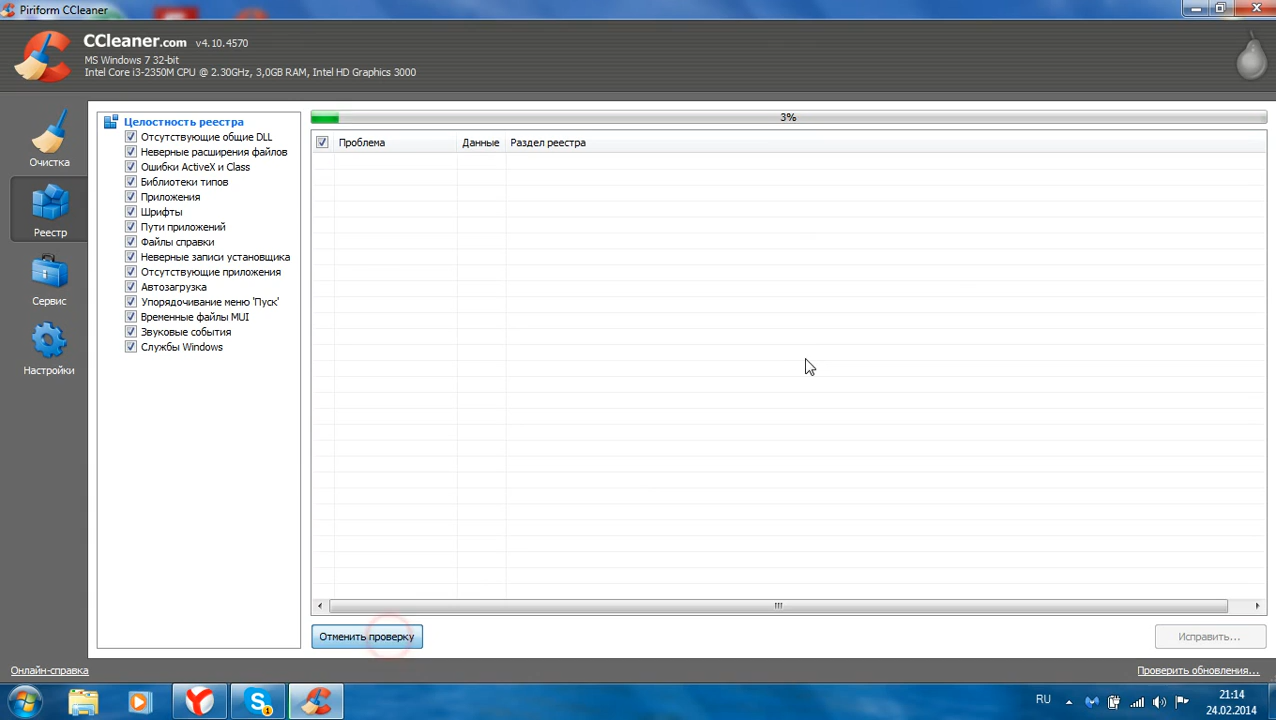 Piriform CCleaner
CCleaner.com v4.10.4570
MS Windows 7 32-bit
Intel Core i3-2350M CPU @ 2.30GHz, 3,0GB RAM, Intel HD Graphics 3000
Очистка
Реестр
Сервис
Настройки
Целостность реестра
Отсутствующие общие DLL
Неверные расширения файлов
Ошибки ActiveX и Class
Библиотеки типов
Приложения
Шрифты
Пути приложений
Файлы справки
Неверные записи установщика
Отсутствующие приложения
Автозагрузка
Упорядочивание меню 'Пуск'
Временные файлы MUI
Звуковые события
Службы Windows
3%
Проблема Данные Раздел реестра
Отменить проверку Исправить...
Онлайн-справка Проверить обновления...
RU 21:14
24.02.2014